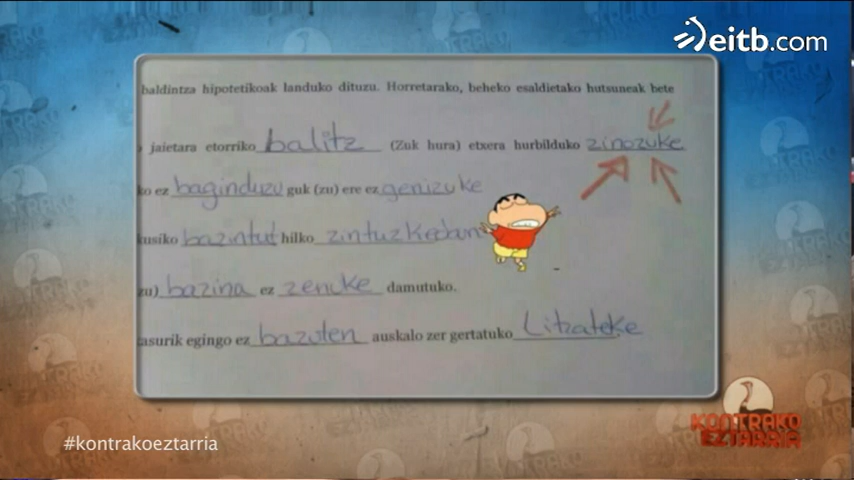 eitb.com
baldintza hipotetikoak landuko dituzu. Horretarako, beheko esaldietako hutsuneak bete
jaietara etorriko balitz (Zuk hura) etxera hurbilduko zinozuke
ko ez baginduzu guk (zu) ere ez genizuke
kusiko bazintut hilko zintuzkedan
zu) bazina ez zenuke damutuko.
asurik egingo ez bazuten auskalo zer gertatuko litzateke
#kontrakoeztarria
KONTRAKO
EZTARRIA